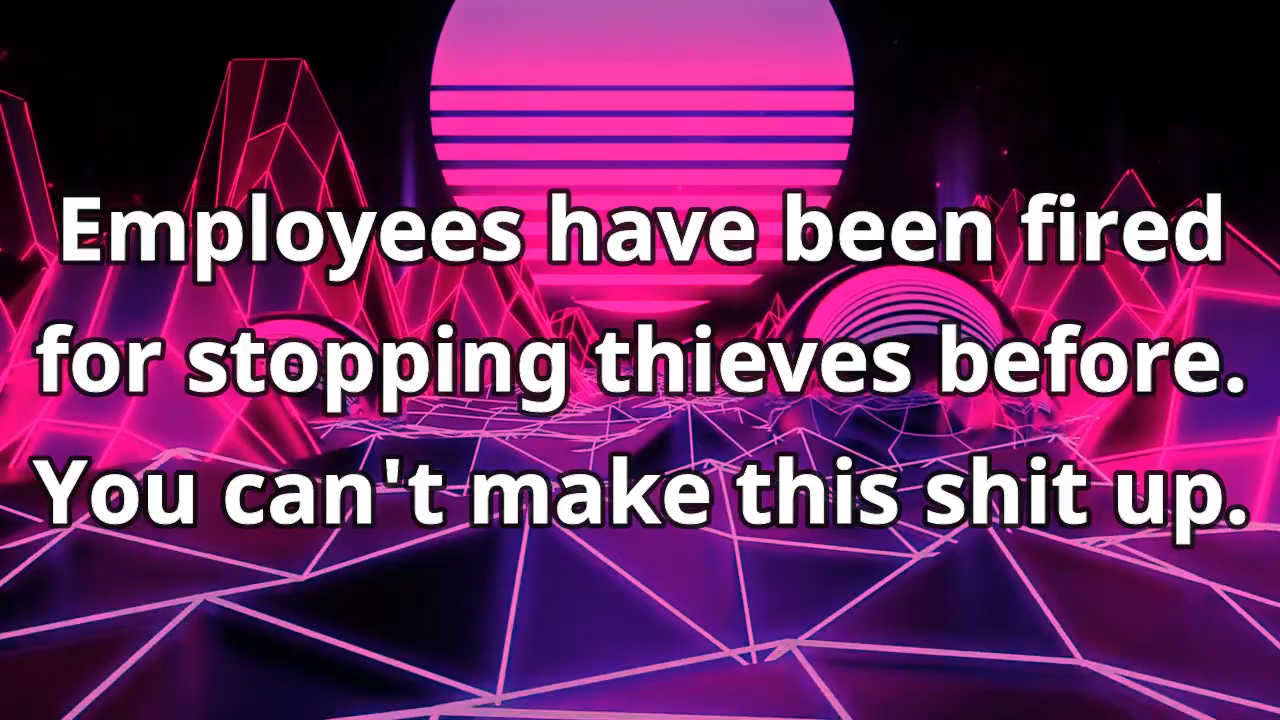 Employees have been fired
for stopping thieves before.
You can't make this shit up.